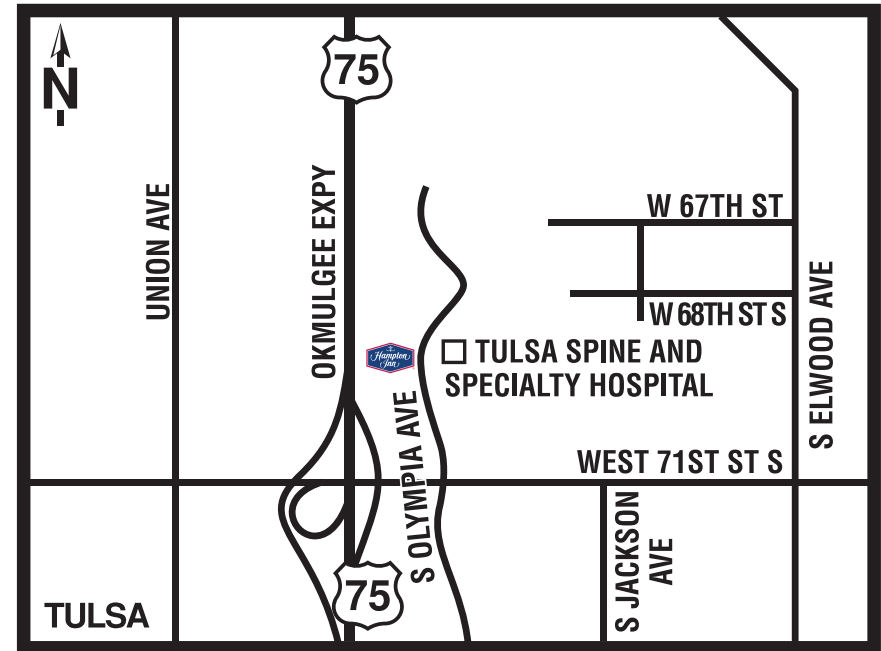 N
75
UNION AVE
OKMULGEE EXPY
W 67TH ST
W 68TH ST S
S ELWOOD AVE
Hampton
Inn
TULSA SPINE AND
SPECIALTY HOSPITAL
S OLYMPIA AVE
WEST 71ST ST S
S JACKSON
AVE
75
TULSA